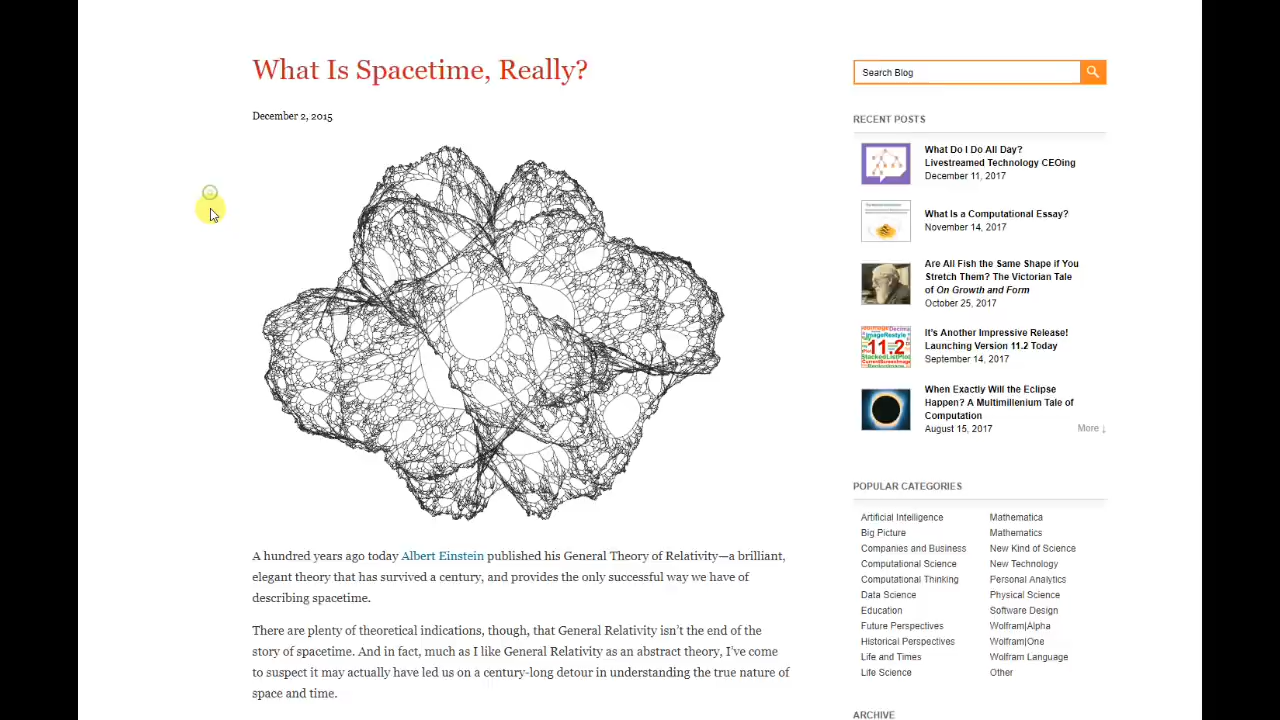 What Is Spacetime, Really?
December 2, 2015
A hundred years ago today Albert Einstein published his General Theory of Relativity—a brilliant,
elegant theory that has survived a century, and provides the only successful way we have of
describing spacetime.
There are plenty of theoretical indications, though, that General Relativity isn't the end of the
story of spacetime. And in fact, much as I like General Relativity as an abstract theory, I've come
to suspect it may actually have led us on a century-long detour in understanding the true nature of
space and time.
Search Blog
RECENT POSTS
What Do I Do All Day?
Livestreamed Technology CEOing
December 11, 2017
What Is a Computational Essay?
November 14, 2017
Are All Fish the Same Shape if You
Stretch Them? The Victorian Tale
of On Growth and Form
October 25, 2017
11.2
It's Another Impressive Release!
Launching Version 11.2 Today
September 14, 2017
When Exactly Will the Eclipse
Happen? A Multimillenium Tale of
Computation
August 15, 2017
More ↓
POPULAR CATEGORIES
Artificial Intelligence
Big Picture
Companies and Business
Computational Science
Computational Thinking
Data Science
Education
Future Perspectives
Historical Perspectives
Life and Times
Life Science
Mathematica
Mathematics
New Kind of Science
New Technology
Personal Analytics
Physical Science
Software Design
Wolfram|Alpha
Wolfram|One
Wolfram Language
Other
ARCHIVE